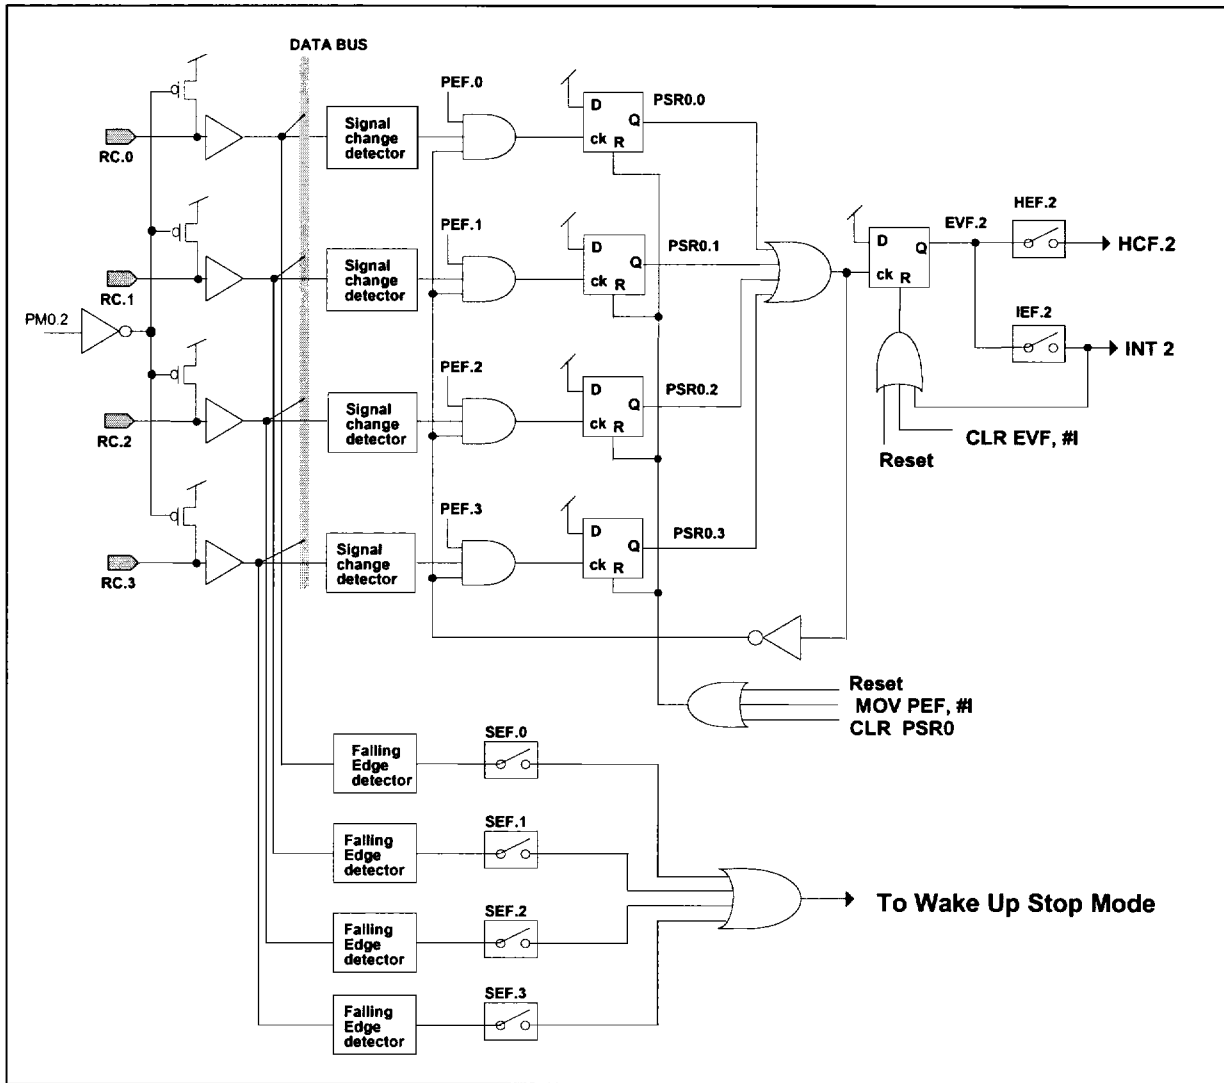 DATA BUS
PEF.0
D
Q
ck
R
PSR0.0
Signal
change
detector
RC.0
HEF.2
PEF.1
D
Q
ck
R
PSR0.1
D
Q
ck
R
EVF.2
HCF.2
Signal
change
detector
RC.1
PM0.2
IEF.2
INT 2
PEF.2
D
Q
ck
R
PSR0.2
Signal
change
detector
RC.2
CLR EVF, #I
Reset
PEF.3
D
Q
ck
R
PSR0.3
Signal
change
detector
RC.3
Reset
MOV PEF, #I
CLR PSR0
Falling
Edge
detector
SEF.0
Falling
Edge
detector
SEF.1
Falling
Edge
detector
SEF.2
Falling
Edge
detector
SEF.3
To Wake Up Stop Mode